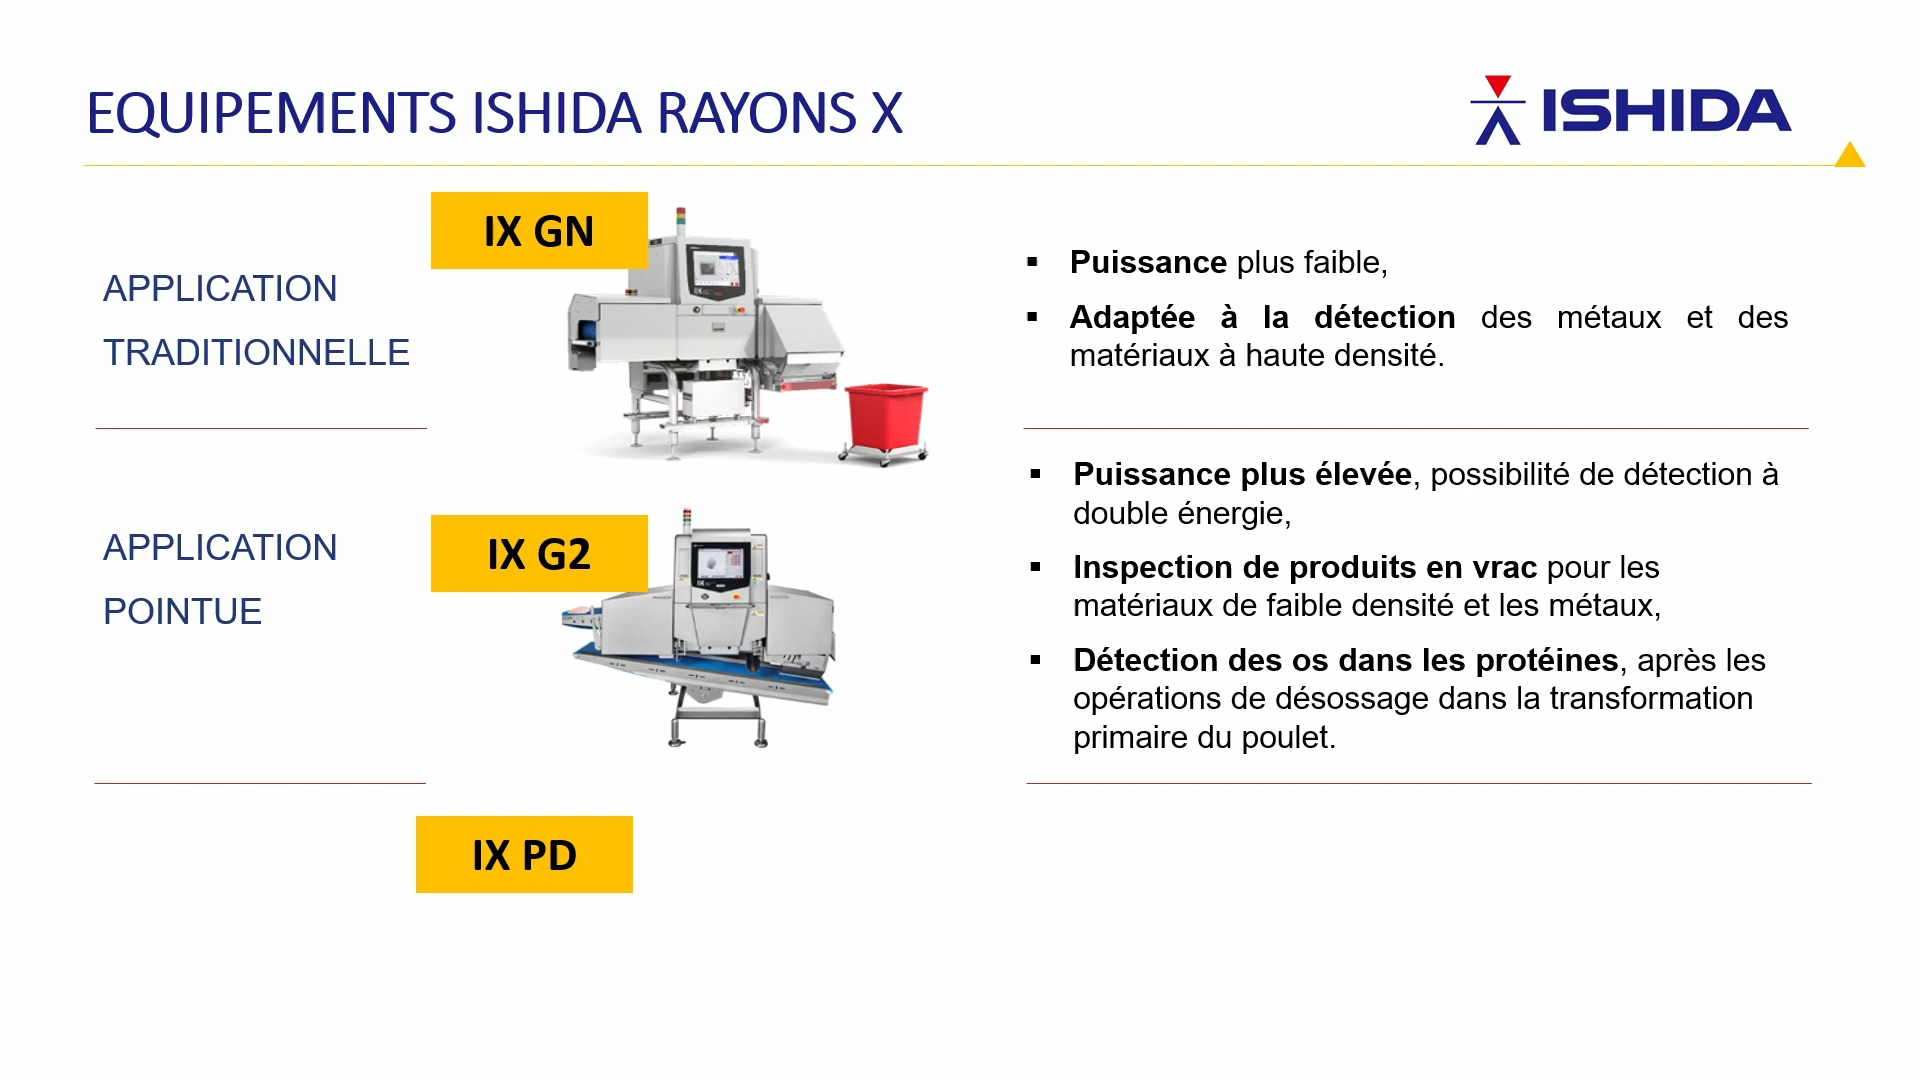 EQUIPEMENTS ISHIDA RAYONS X
ISHIDA
APPLICATION
TRADITIONNELLE
IX GN
▪ Puissance plus faible,
▪ Adaptée à la détection des métaux et des
matériaux à haute densité.
APPLICATION
POINTUE
IX G2
▪ Puissance plus élevée, possibilité de détection à
double énergie,
▪ Inspection de produits en vrac pour les
matériaux de faible densité et les métaux,
▪ Détection des os dans les protéines, après les
opérations de désossage dans la transformation
primaire du poulet.
IX PD